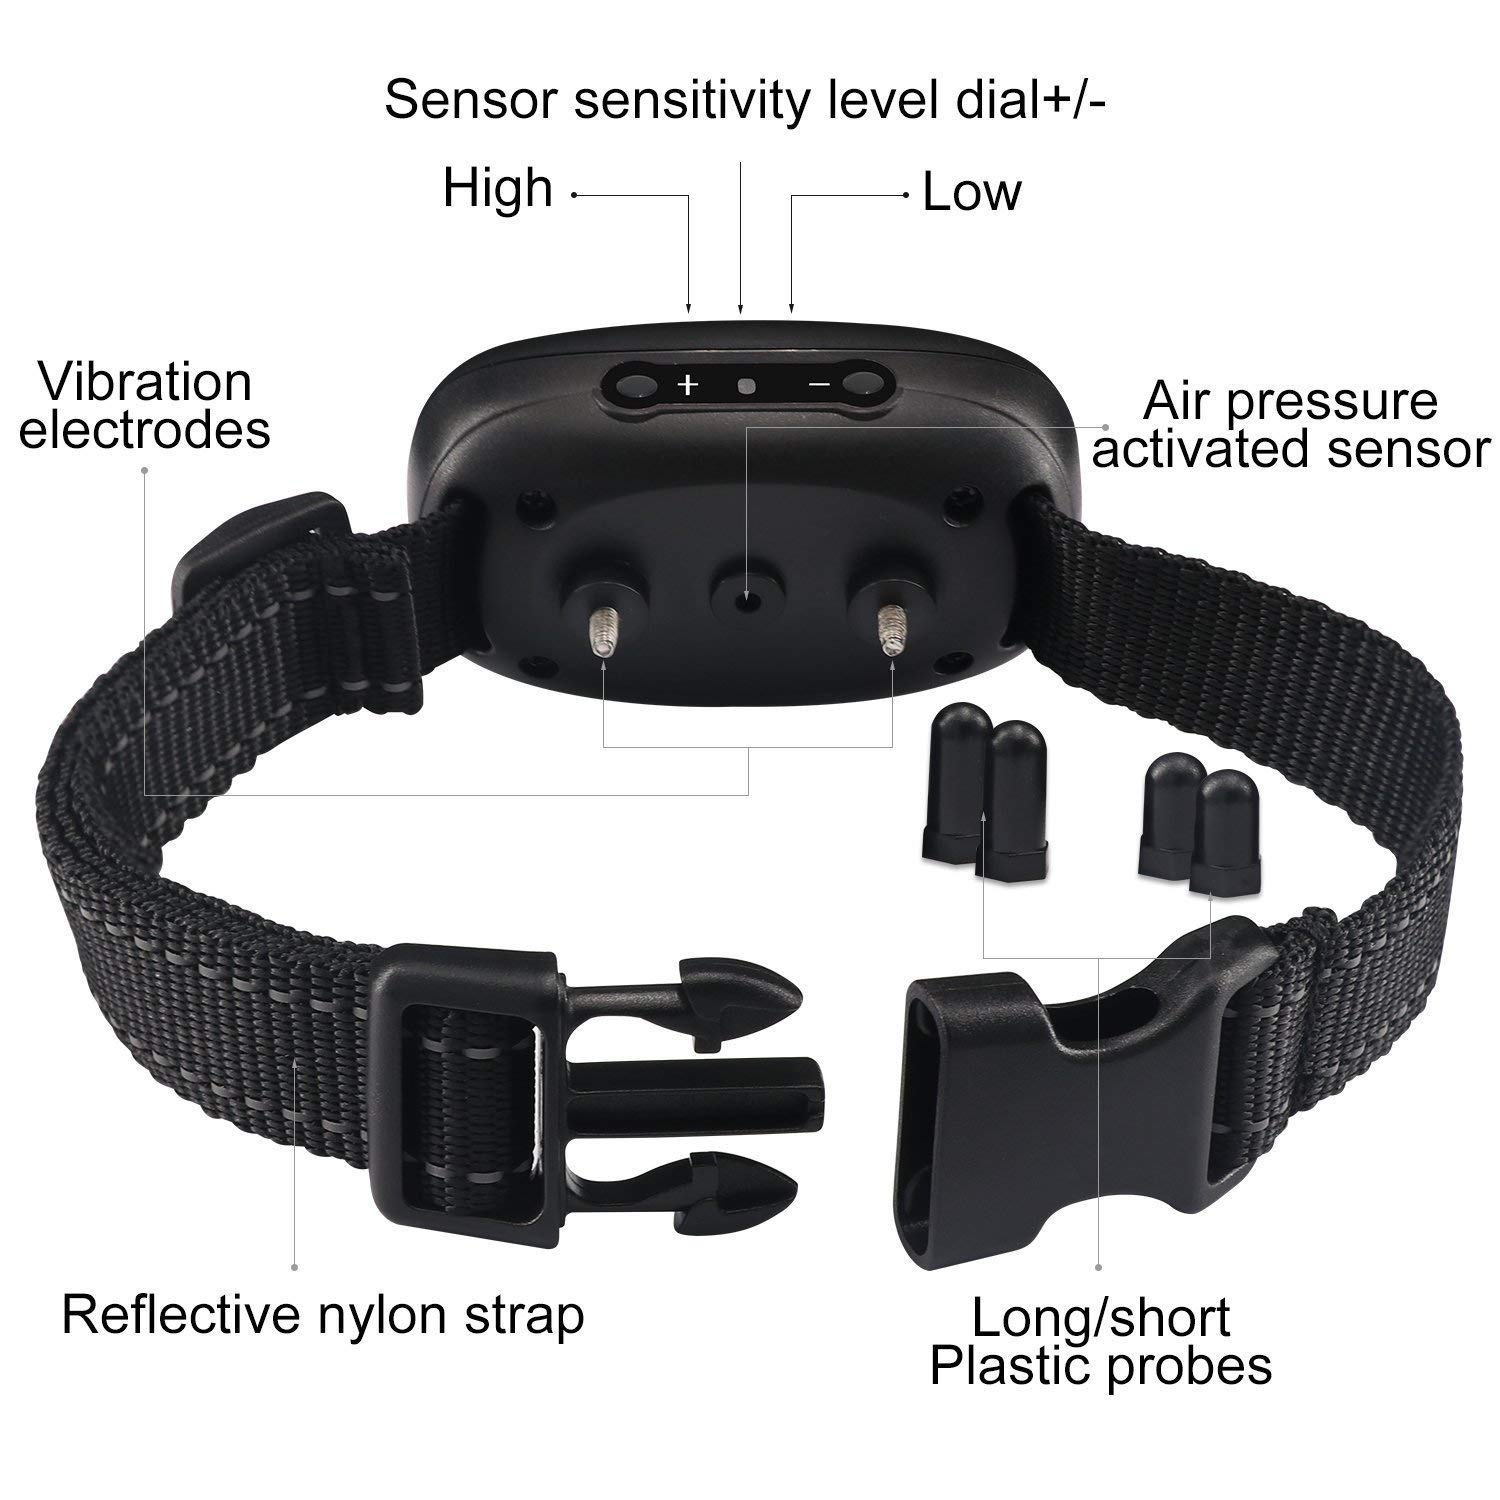 Sensor sensitivity level dial+/-
High
Low
Vibration
electrodes
+
−
Air pressure
activated sensor
Reflective nylon strap
Long/short
Plastic probes